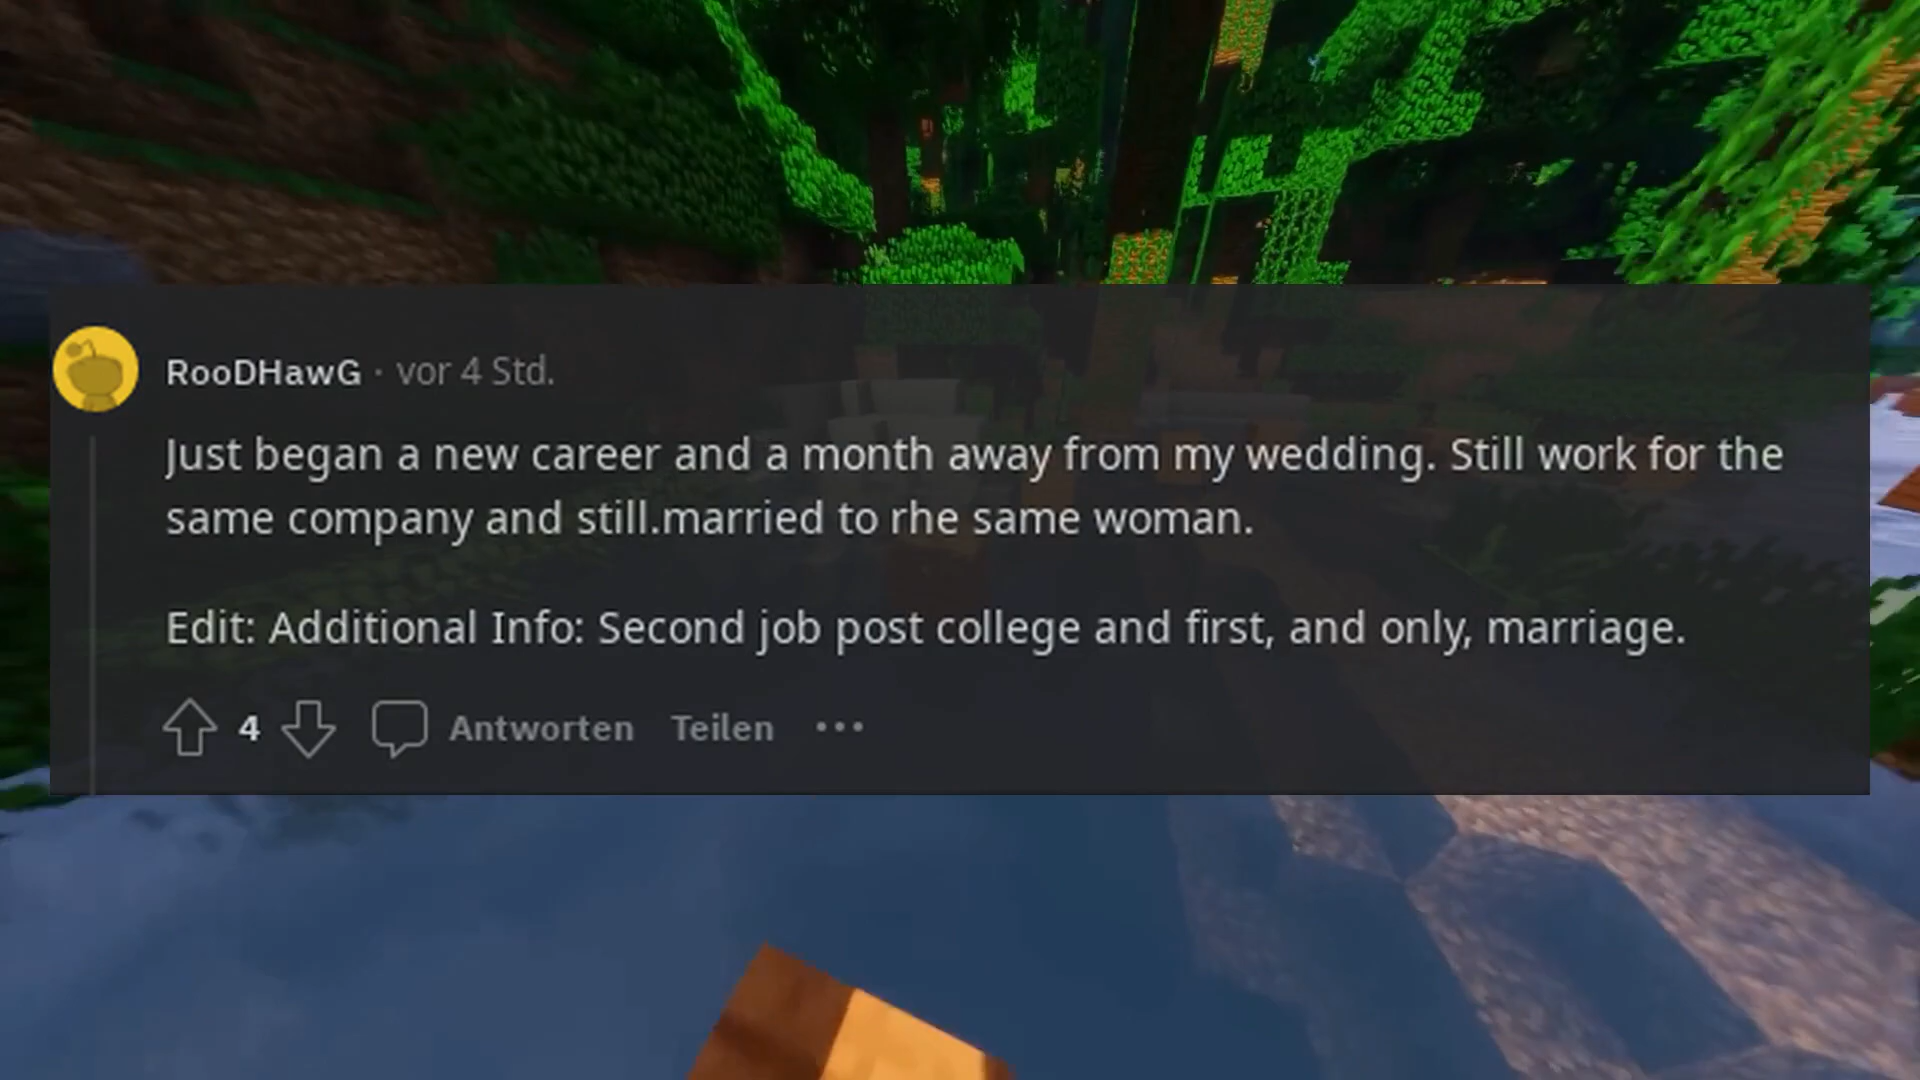 RooDHawG · vor 4 Std.
Just began a new career and a month away from my wedding. Still work for the
same company and still.married to rhe same woman.
Edit: Additional Info: Second job post college and first, and only, marriage.
4 Antworten Teilen ...